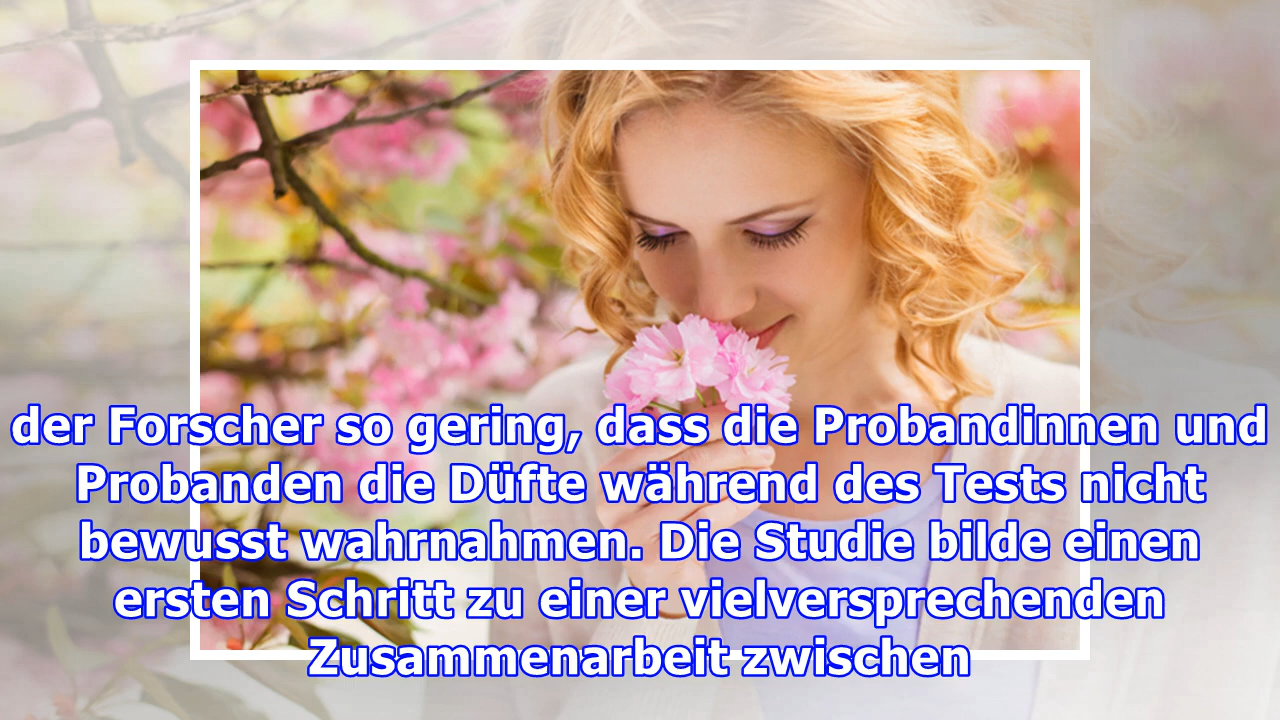 der Forscher so gering, dass die Probandinnen und
Probanden die Düfte während des Tests nicht
bewusst wahrnahmen. Die Studie bilde einen
ersten Schritt zu einer vielversprechenden
Zusammenarbeit zwischen